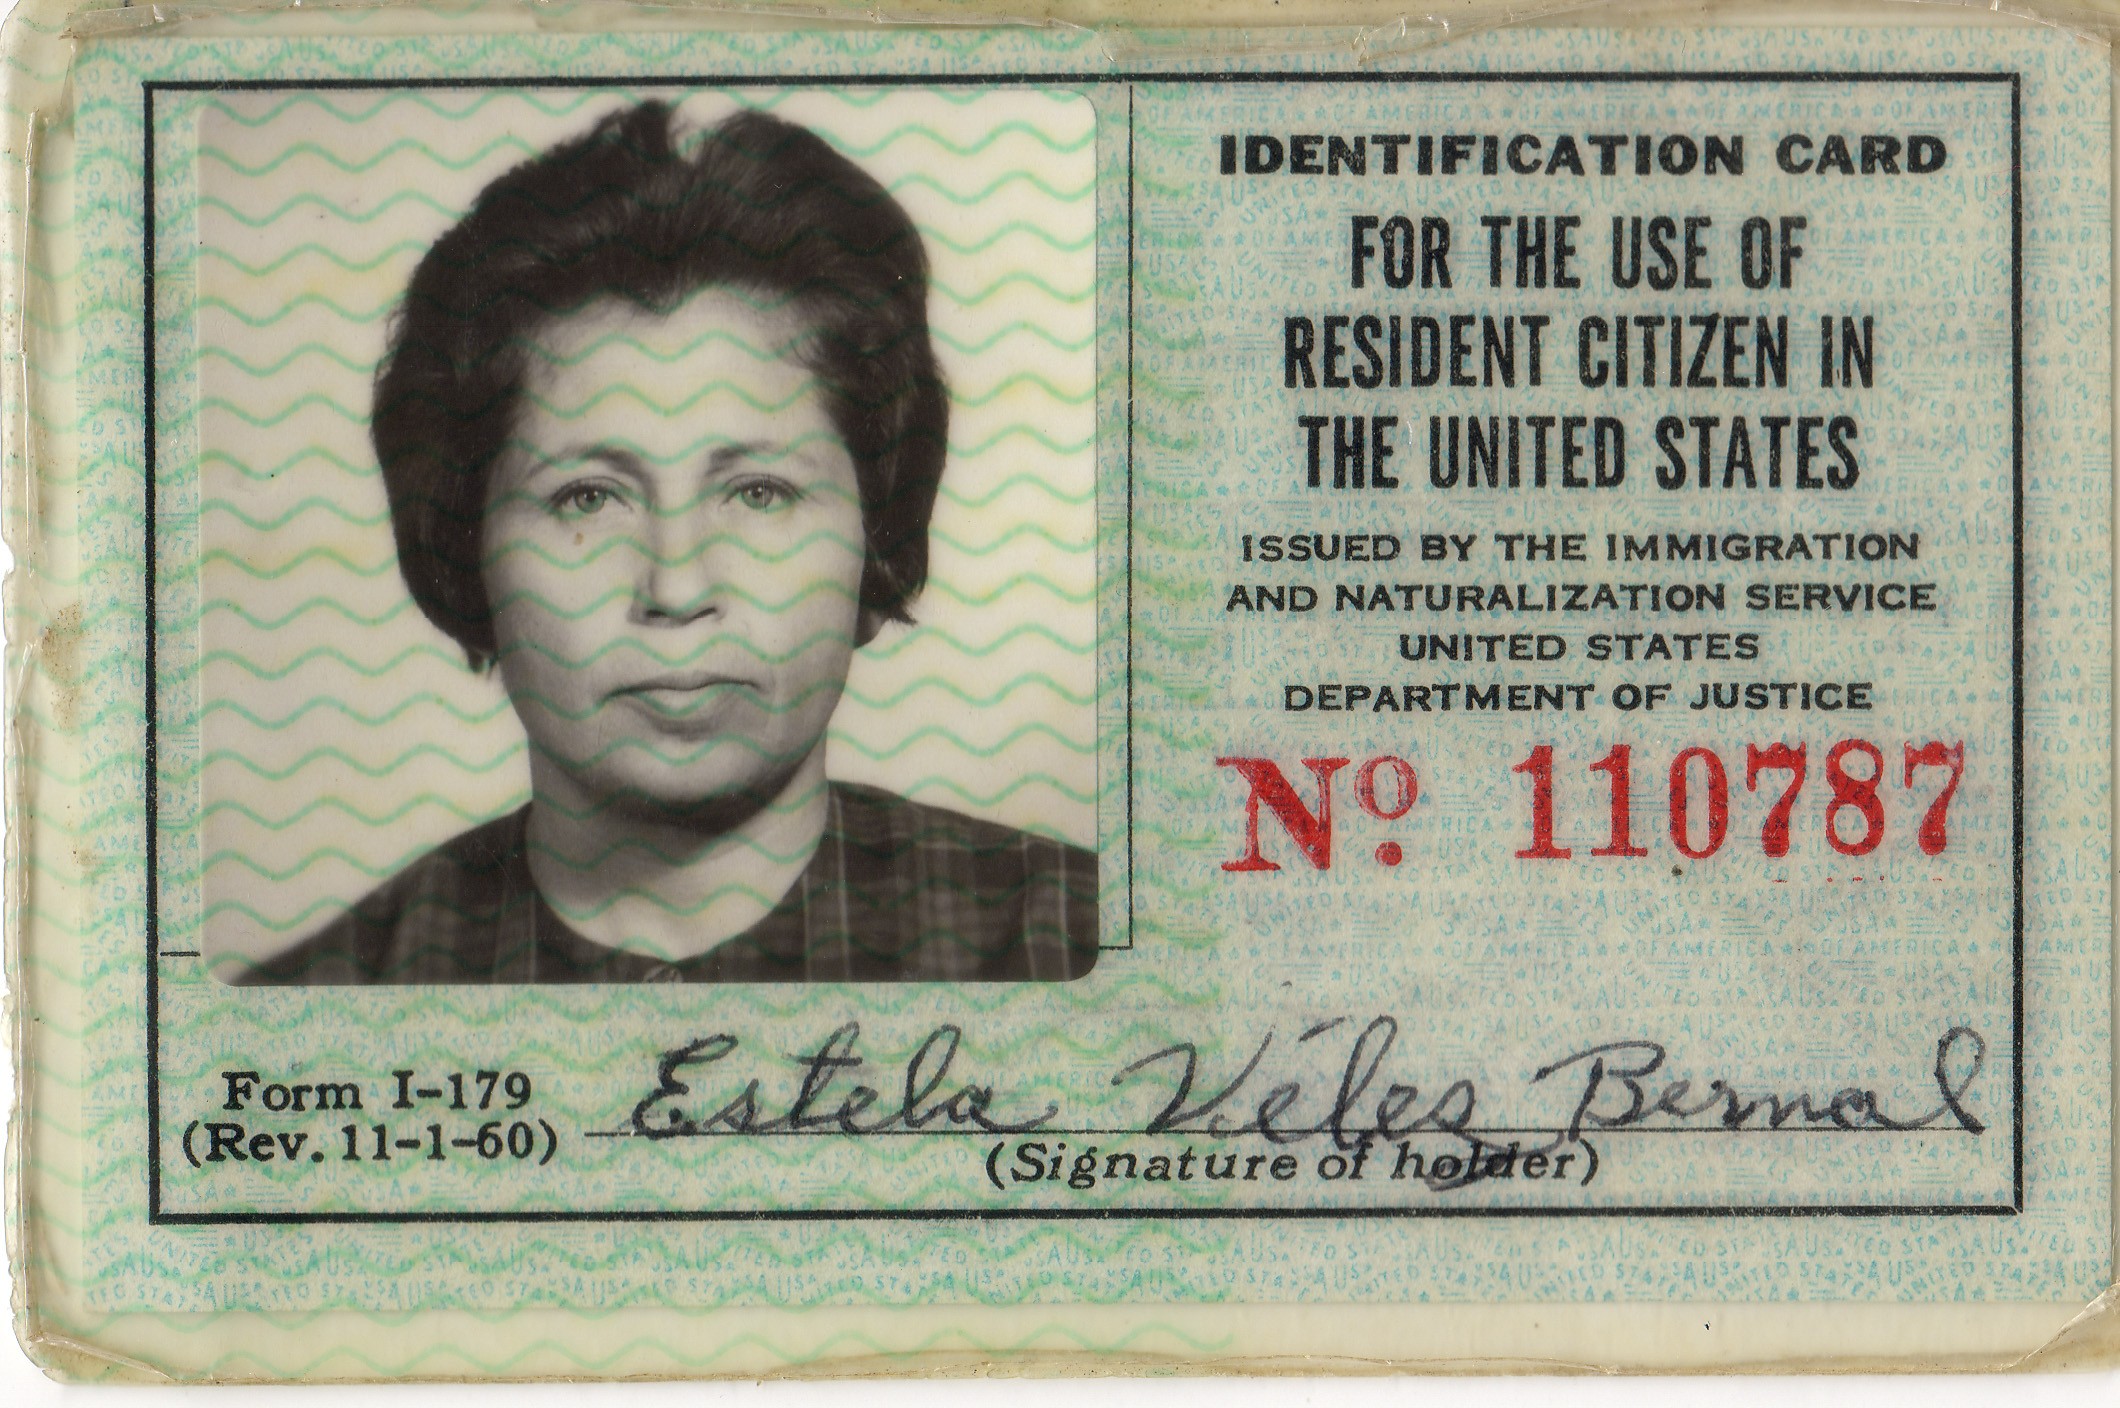 IDENTIFICATION CARD
FOR THE USE OF
RESIDENT CITIZEN IN
THE UNITED STATES
ISSUED BY THE IMMIGRATION
AND NATURALIZATION SERVICE
UNITED STATES
DEPARTMENT OF JUSTICE
No. 110787
Form I-179
(Rev. 11-1-60)
Estela Véles Bernal
(Signature of holder)